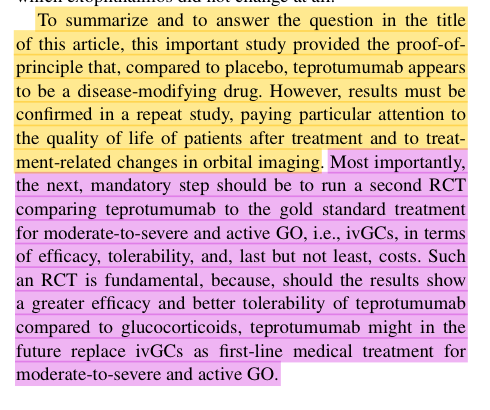 which exophthalmos did not change at all.
To summarize and to answer the question in the title
of this article, this important study provided the proof-of-
principle that, compared to placebo, teprotumumab appears
to be a disease-modifying drug. However, results must be
confirmed in a repeat study, paying particular attention to
the quality of life of patients after treatment and to treat-
ment-related changes in orbital imaging. Most importantly,
the next, mandatory step should be to run a second RCT
comparing teprotumumab to the gold standard treatment
for moderate-to-severe and active GO, i.e., ivGCs, in terms
of efficacy, tolerability, and, last but not least, costs. Such
an RCT is fundamental, because, should the results show
a greater efficacy and better tolerability of teprotumumab
compared to glucocorticoids, teprotumumab might in the
future replace ivGCs as first-line medical treatment for
moderate-to-severe and active GO.